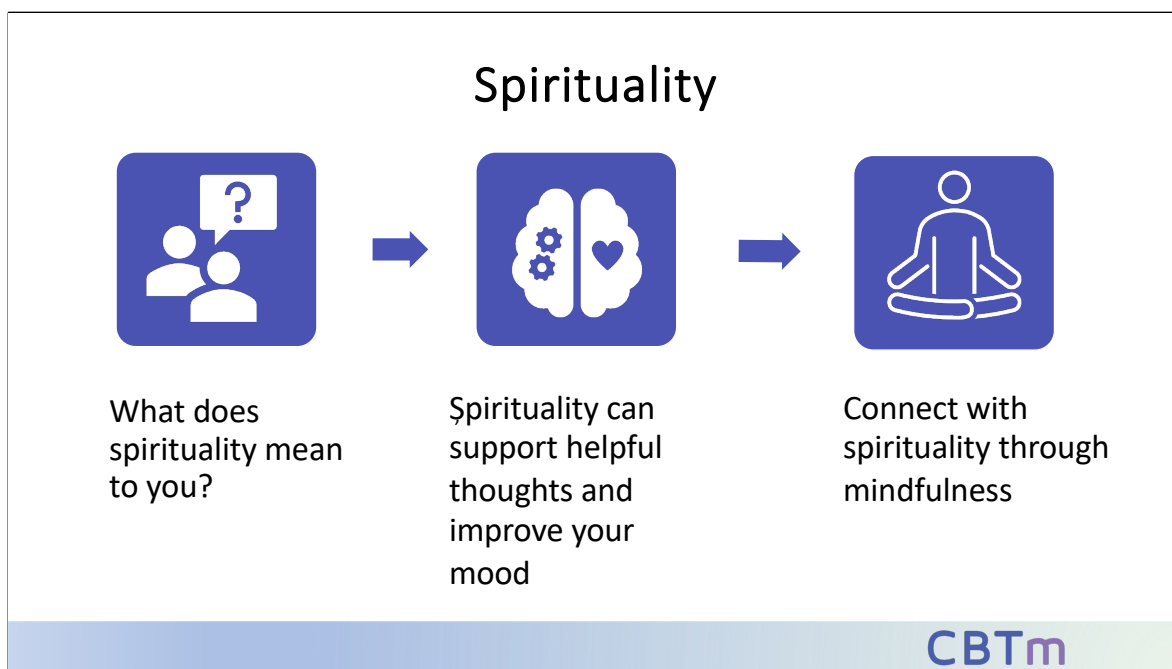 Spirituality
?
What does
spirituality mean
to you?
Șpirituality can
support helpful
thoughts and
improve your
mood
Connect with
spirituality through
mindfulness
CBTm